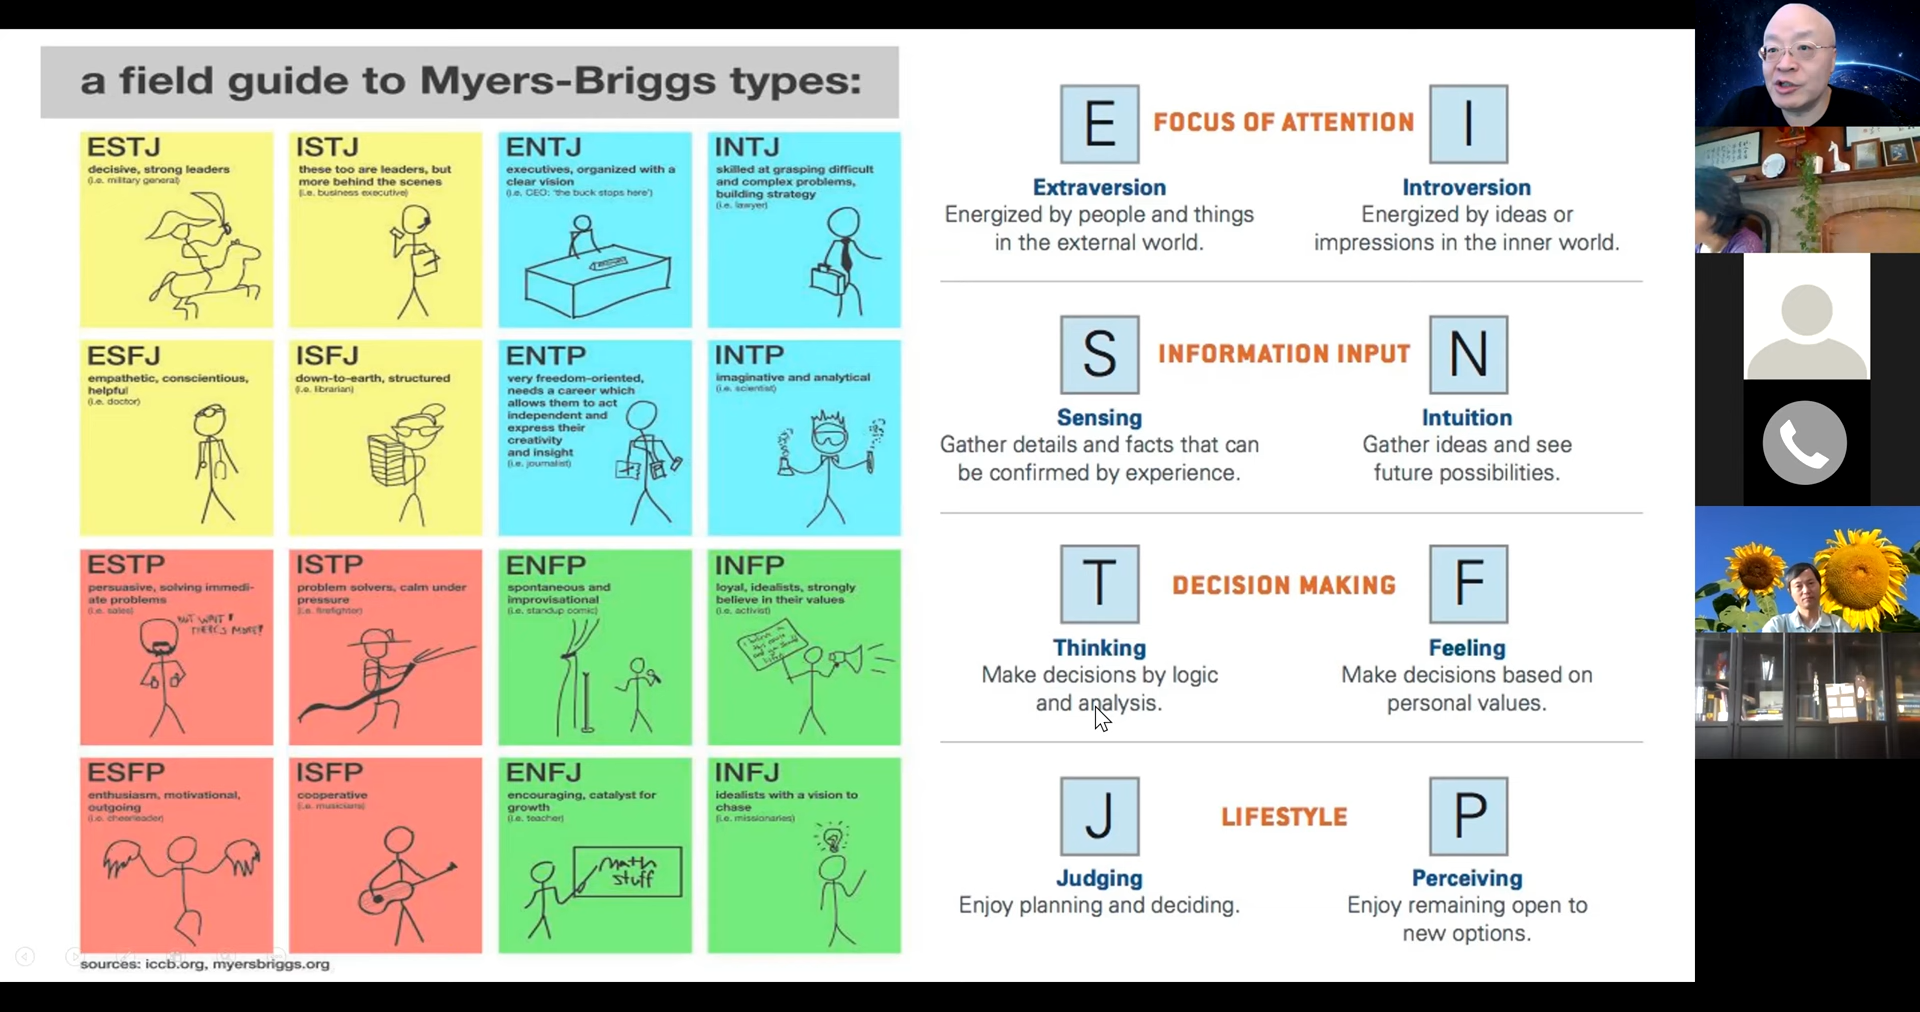 a field guide to Myers-Briggs types:
ESTJ
decisive, strong leaders
(i.e. military general)
ISTJ
these too are leaders, but
more behind the scenes
(i.e. business executive)
ENTJ
executives, organized with a
clear vision
(i.e. CEO: 'the buck stops here')
INTJ
skilled at grasping difficult
and complex problems,
building strategy
(i.e. lawyer)
ESFJ
empathetic, conscientious,
helpful
(i.e. doctor)
ISFJ
down-to-earth, structured
(i.e. librarian)
ENTP
very freedom-oriented,
needs a career which
allows them to act
independent and
express their
creativity
and insight
(i.e. journalist)
INTP
imaginative and analytical
(i.e. scientist)
ESTP
persuasive, solving immedi-
ate problems
(i.e. sales)
BUT WAIT!
THERE'S MORE!
ISTP
problem solvers, calm under
pressure
(i.e. firefighter)
ENFP
spontaneous and
improvisational
(i.e. standup comic)
INFP
loyal, idealists, strongly
believe in their values
(i.e. activist)
ESFP
enthusiasm, motivational,
outgoing
(i.e. cheerleader)
ISFP
cooperative
(i.e. musicians)
ENFJ
encouraging, catalyst for
growth
(i.e. teacher)
math
stuff
INFJ
idealists with a vision to
chase
(i.e. missionaries)
sources: iccb.org, myersbriggs.org
E FOCUS OF ATTENTION I
Extraversion
Energized by people and things
in the external world.
Introversion
Energized by ideas or
impressions in the inner world.
S INFORMATION INPUT N
Sensing
Gather details and facts that can
be confirmed by experience.
Intuition
Gather ideas and see
future possibilities.
T DECISION MAKING F
Thinking
Make decisions by logic
and analysis.
Feeling
Make decisions based on
personal values.
J LIFESTYLE P
Judging
Enjoy planning and deciding.
Perceiving
Enjoy remaining open to
new options.